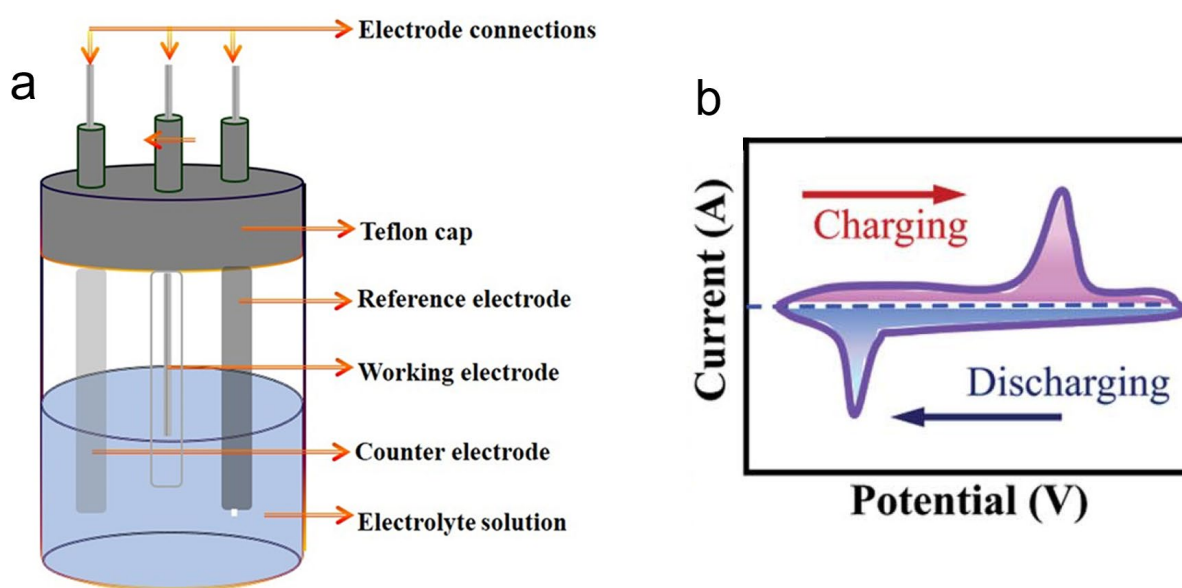 a
Electrode connections
Teflon cap
Reference electrode
Working electrode
Counter electrode
Electrolyte solution
b
Current (A)
Charging
Discharging
Potential (V)